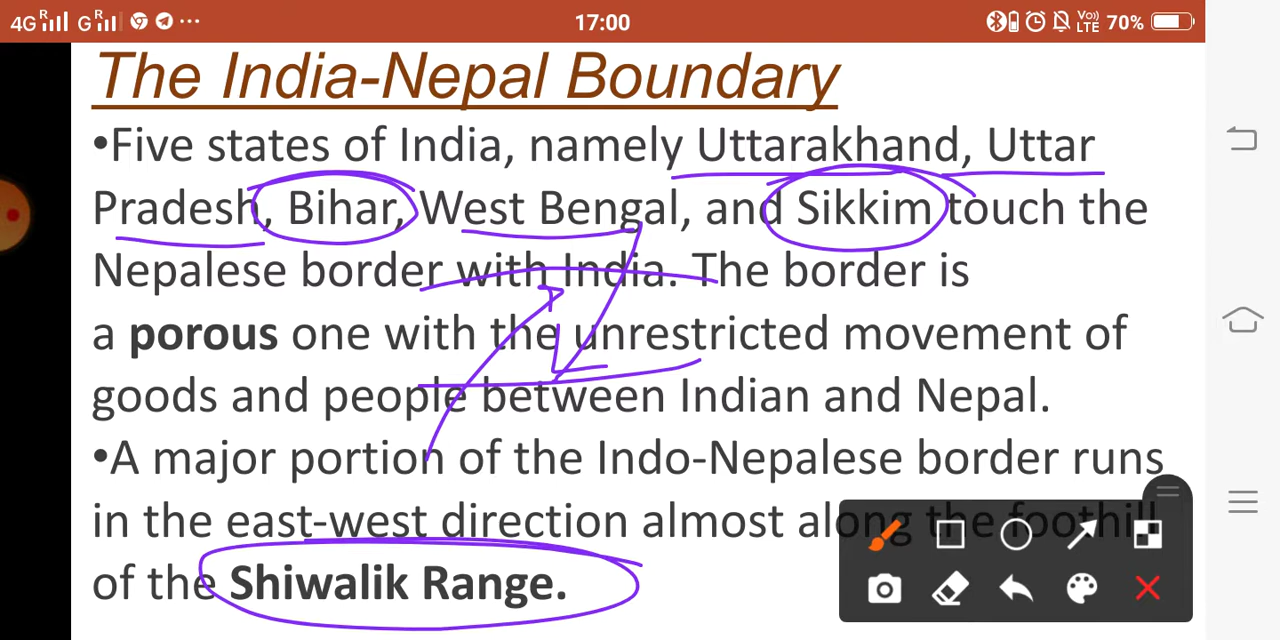 4G R G R ... 17:00 Vo) LTE 70%
The India-Nepal Boundary
•Five states of India, namely Uttarakhand, Uttar
Pradesh, Bihar, West Bengal, and Sikkim touch the
Nepalese border with India. The border is
a porous one with the unrestricted movement of
goods and people between Indian and Nepal.
•A major portion of the Indo-Nepalese border runs
in the east-west direction almost along the foothill
of the Shiwalik Range.